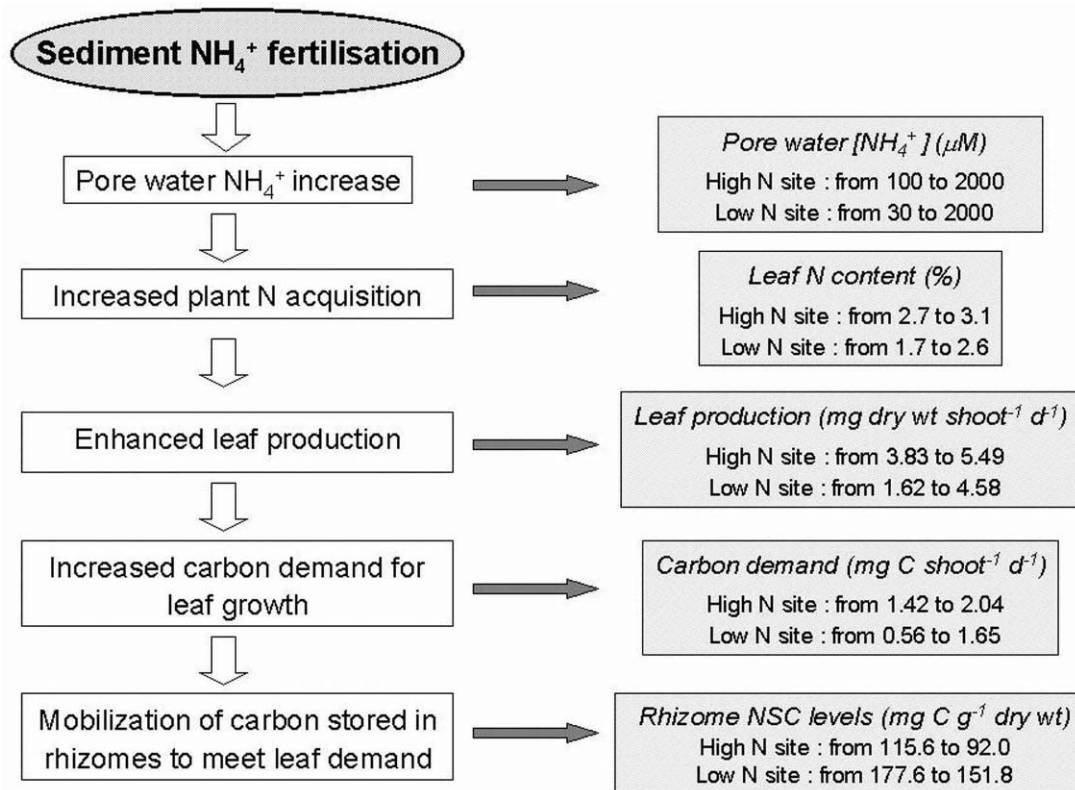 Sediment NH₄⁺ fertilisation
Pore water NH₄⁺ increase
Pore water [NH₄⁺] (μM)
High N site : from 100 to 2000
Low N site : from 30 to 2000
Increased plant N acquisition
Leaf N content (%)
High N site : from 2.7 to 3.1
Low N site : from 1.7 to 2.6
Enhanced leaf production
Leaf production (mg dry wt shoot⁻¹ d⁻¹)
High N site : from 3.83 to 5.49
Low N site : from 1.62 to 4.58
Increased carbon demand for
leaf growth
Carbon demand (mg C shoot⁻¹ d⁻¹)
High N site : from 1.42 to 2.04
Low N site : from 0.56 to 1.65
Mobilization of carbon stored in
rhizomes to meet leaf demand
Rhizome NSC levels (mg C g⁻¹ dry wt)
High N site : from 115.6 to 92.0
Low N site : from 177.6 to 151.8